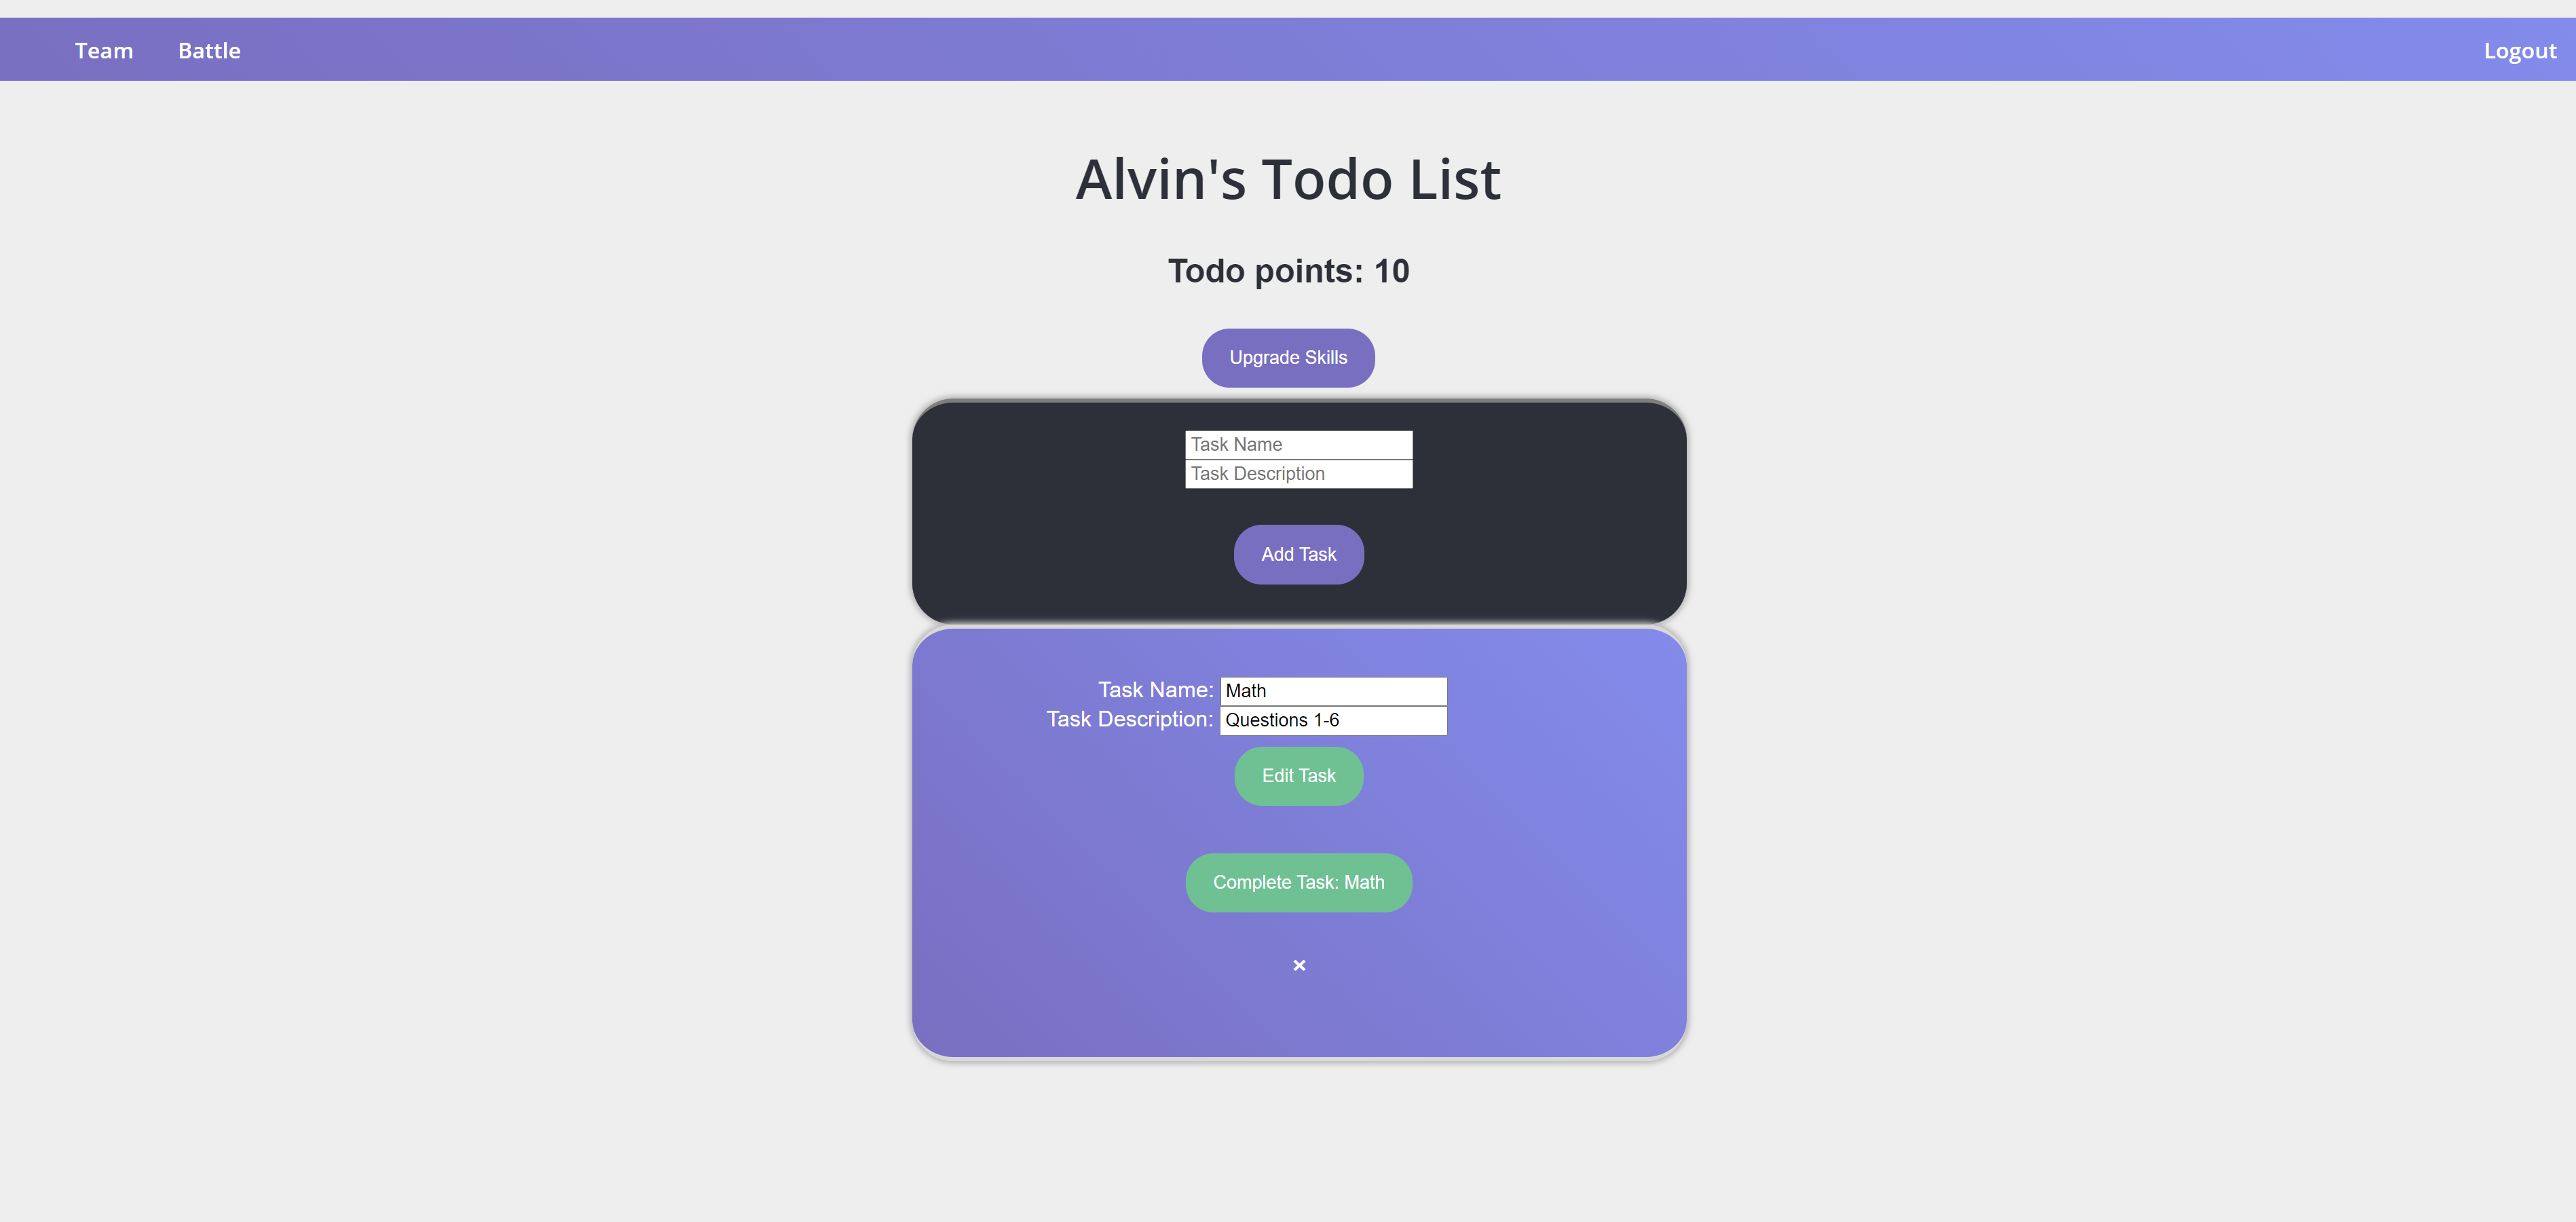 Team Battle Logout
Alvin's Todo List
Todo points: 10
Upgrade Skills
Task Name
Task Description
Add Task
Task Name: Math
Task Description: Questions 1-6
Edit Task
Complete Task: Math
×